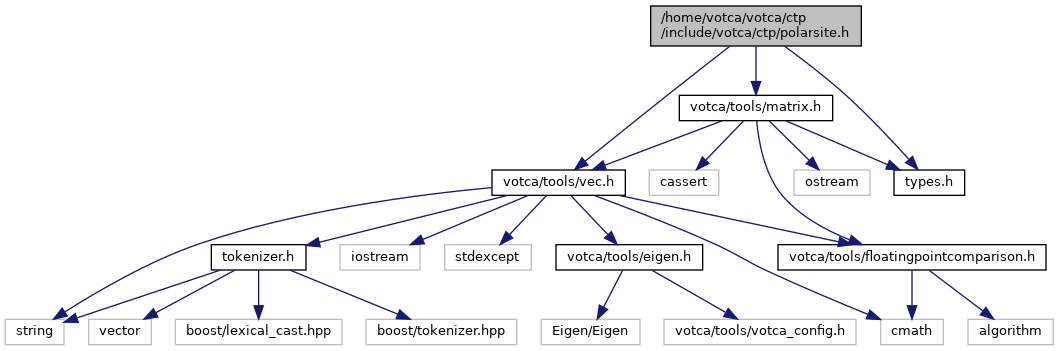 /home/votca/votca/ctp
/include/votca/ctp/polarsite.h
votca/tools/matrix.h
votca/tools/vec.h
cassert
ostream
types.h
tokenizer.h
iostream
stdexcept
votca/tools/eigen.h
votca/tools/floatingpointcomparison.h
string
vector
boost/lexical_cast.hpp
boost/tokenizer.hpp
Eigen/Eigen
votca/tools/votca_config.h
cmath
algorithm